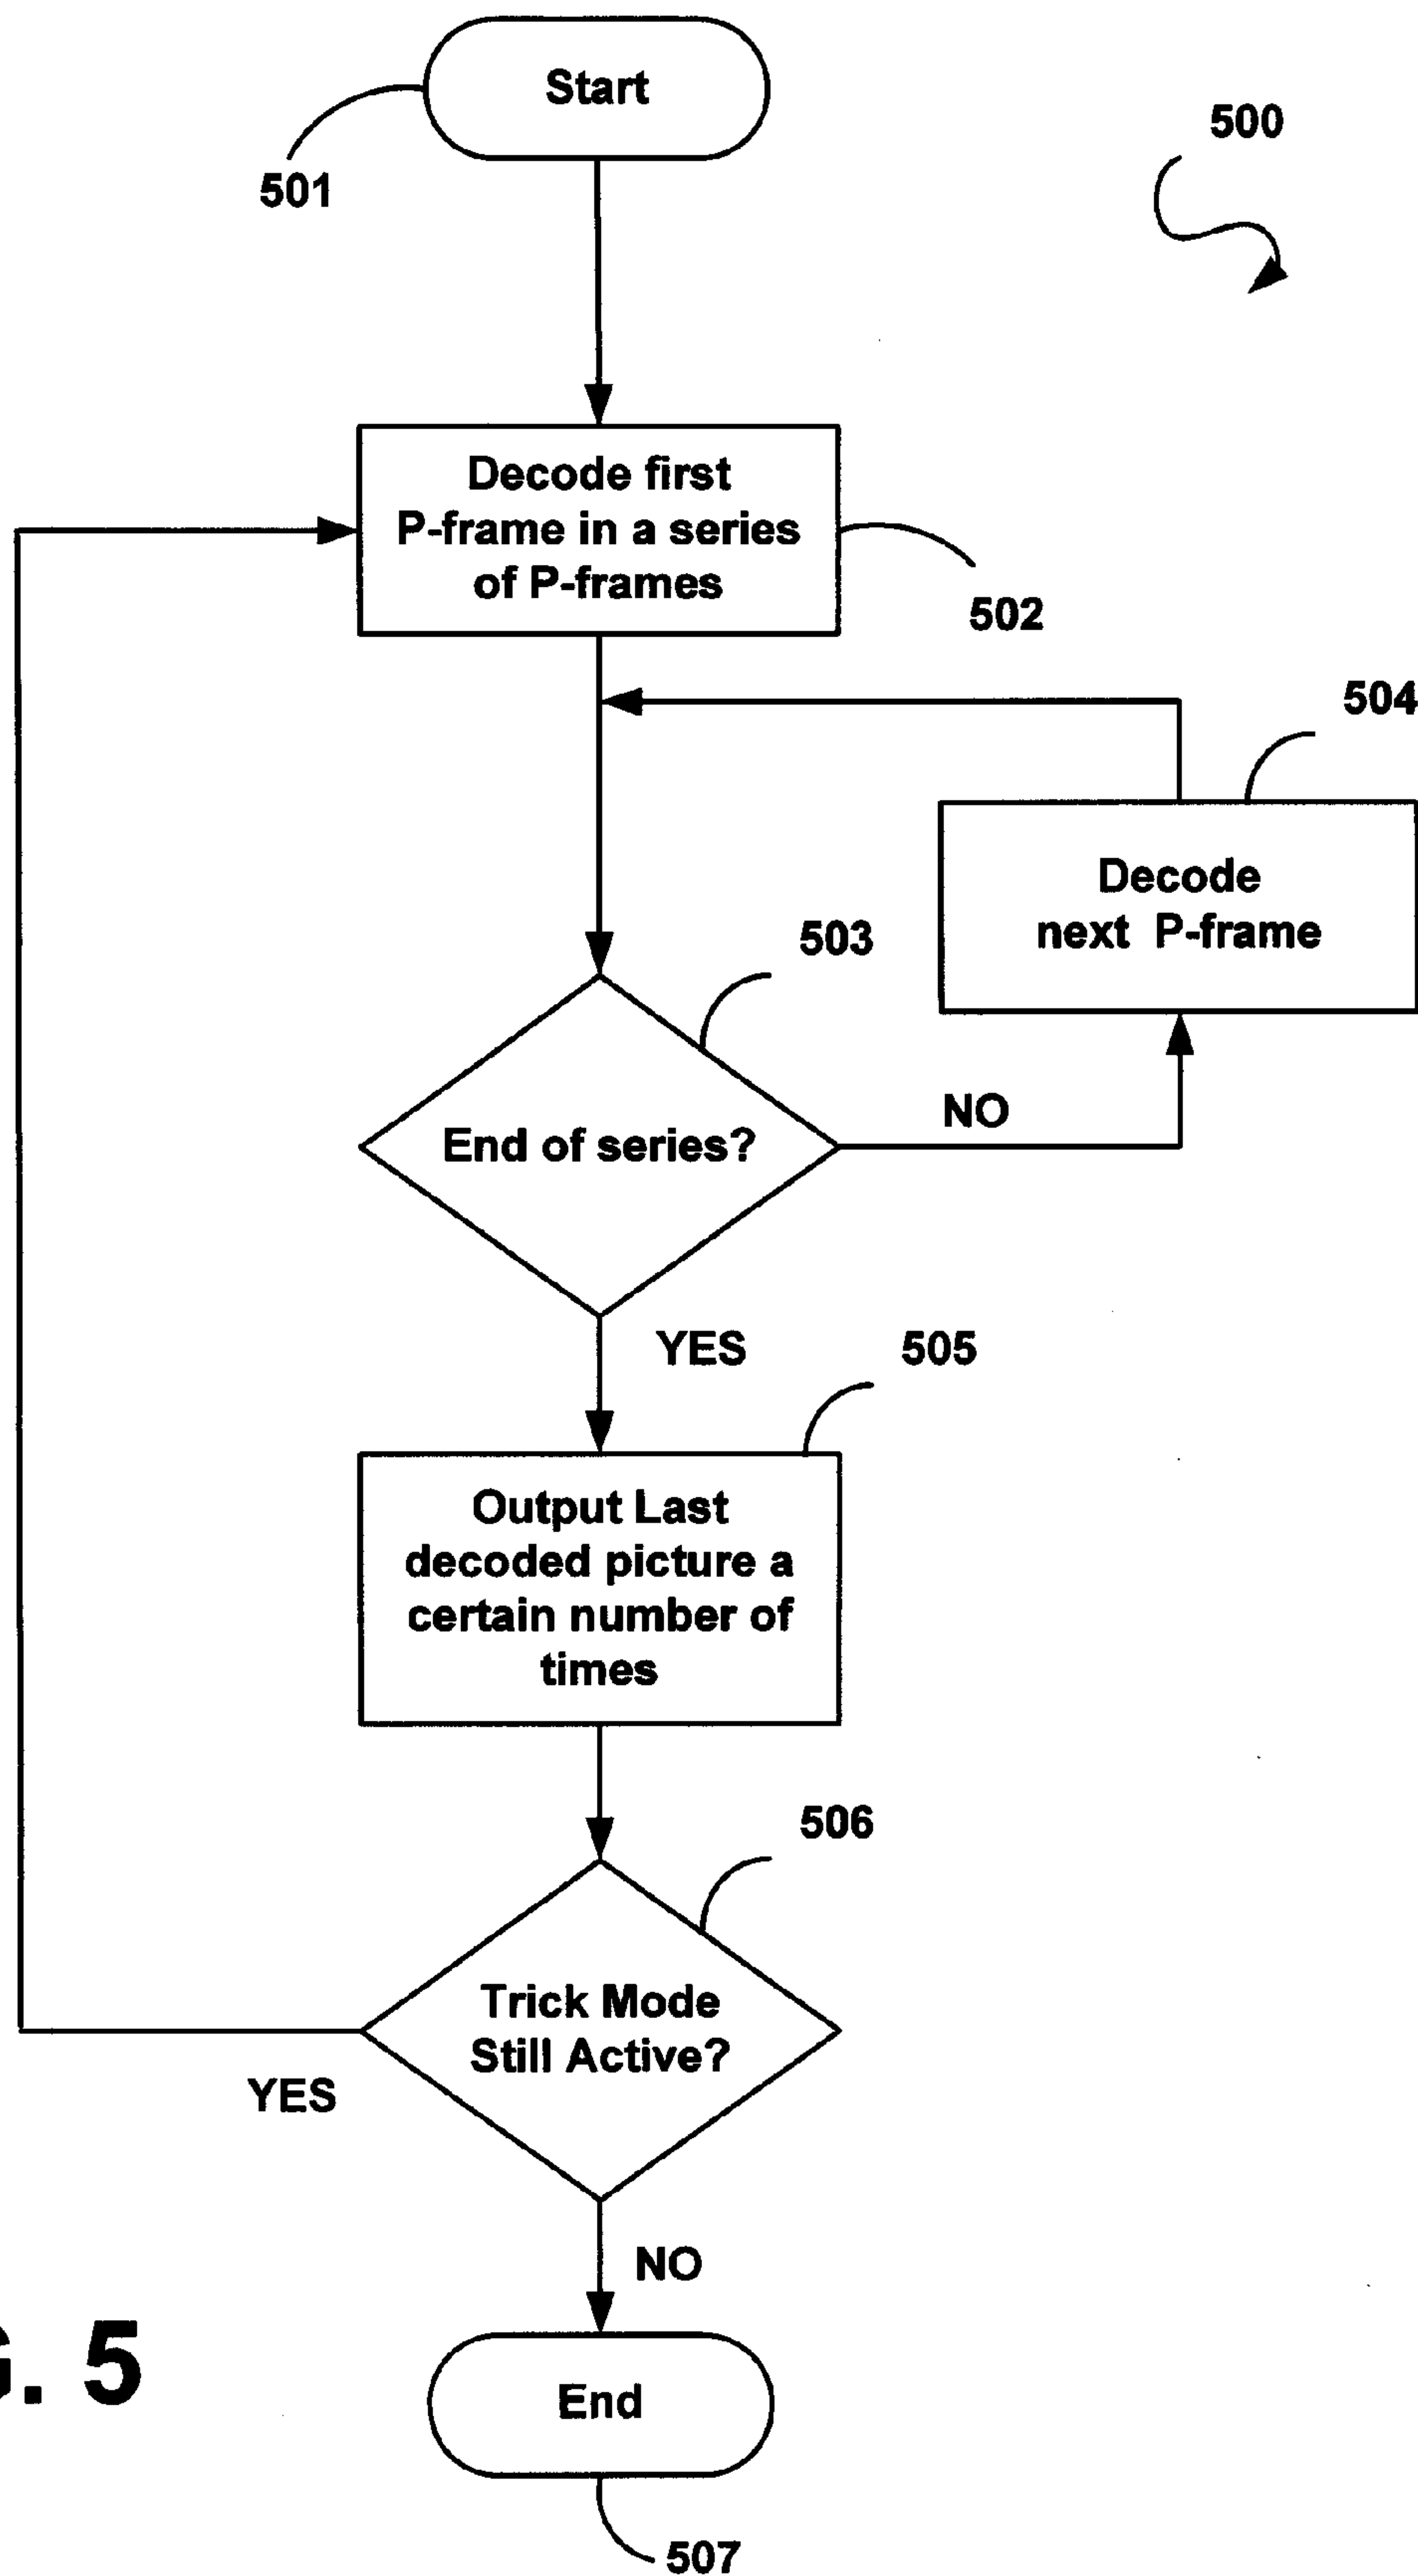 Start
500
501
Decode first
P-frame in a series
of P-frames
502
504
Decode
next P-frame
503
End of series?
NO
YES
505
Output Last
decoded picture a
certain number of
times
506
Trick Mode
Still Active?
YES
NO
G. 5
End
507